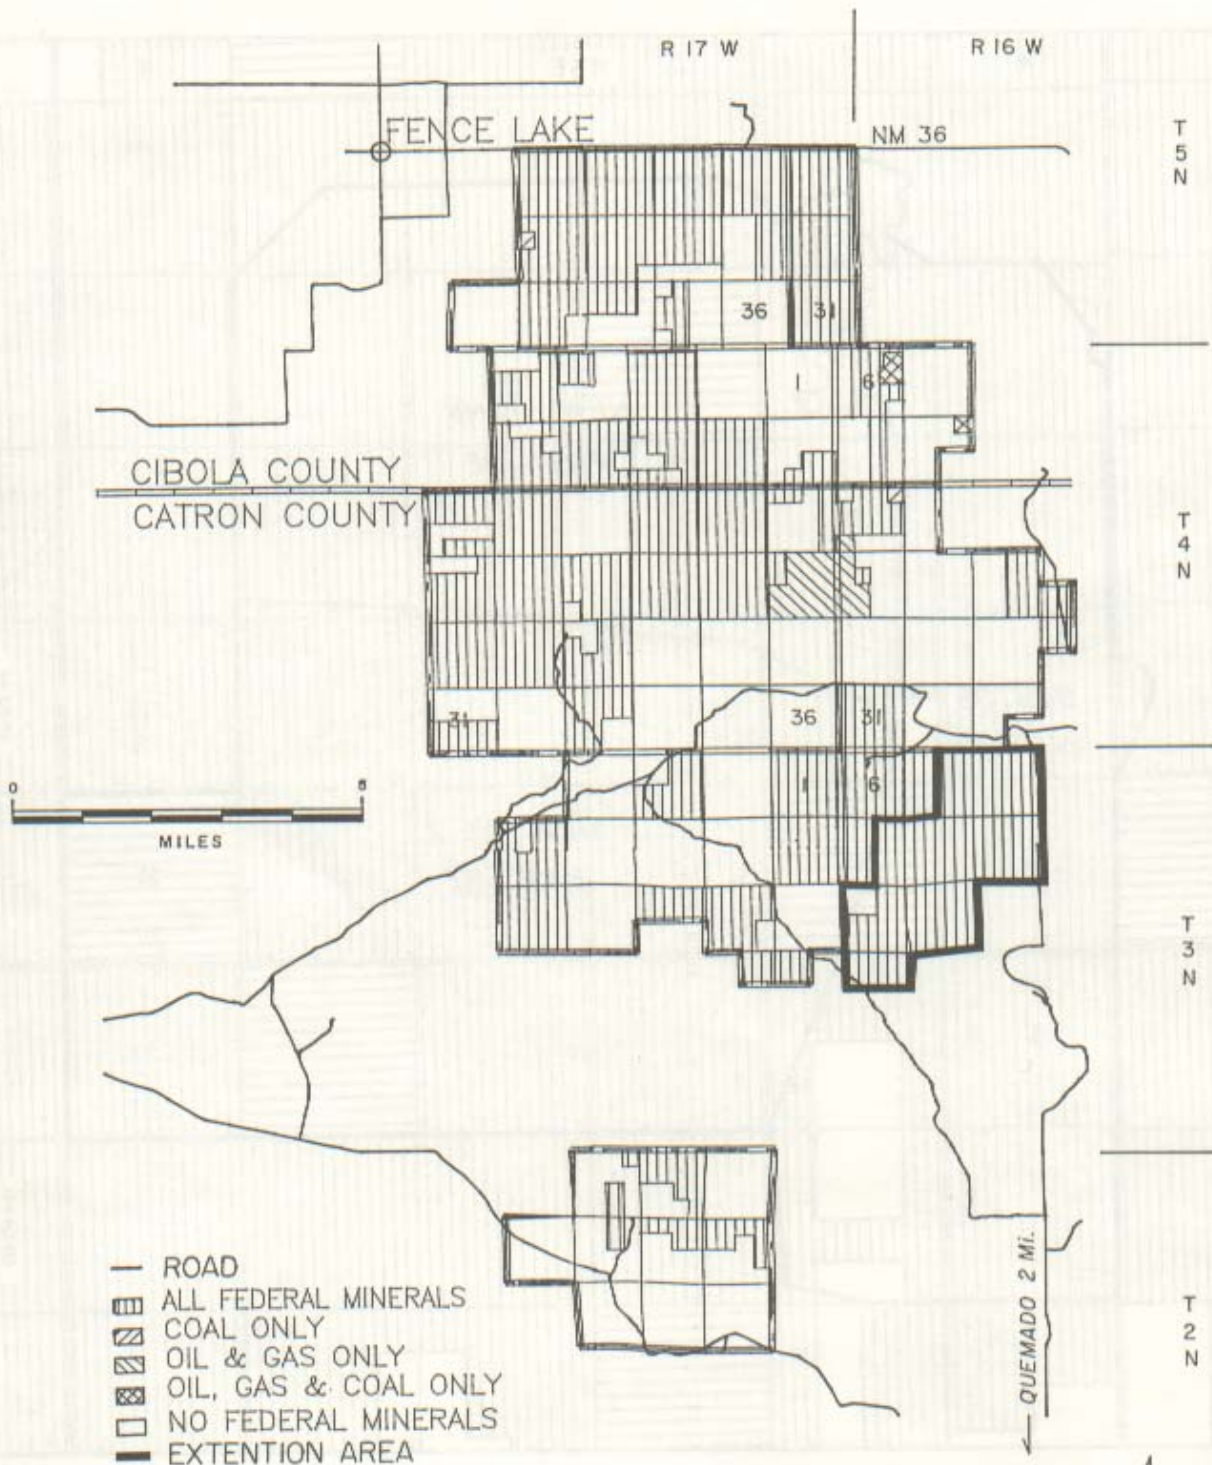 R 17 W
R 16 W
FENCE LAKE
NM 36
T
5
N
36
31
1
6
CIBOLA COUNTY
CATRON COUNTY
T
4
N
31
36
31
0
5
MILES
1
6
T
3
N
ROAD
ALL FEDERAL MINERALS
COAL ONLY
OIL & GAS ONLY
OIL, GAS & COAL ONLY
NO FEDERAL MINERALS
EXTENTION AREA
QUEMADO 2 Mi.
T
2
N